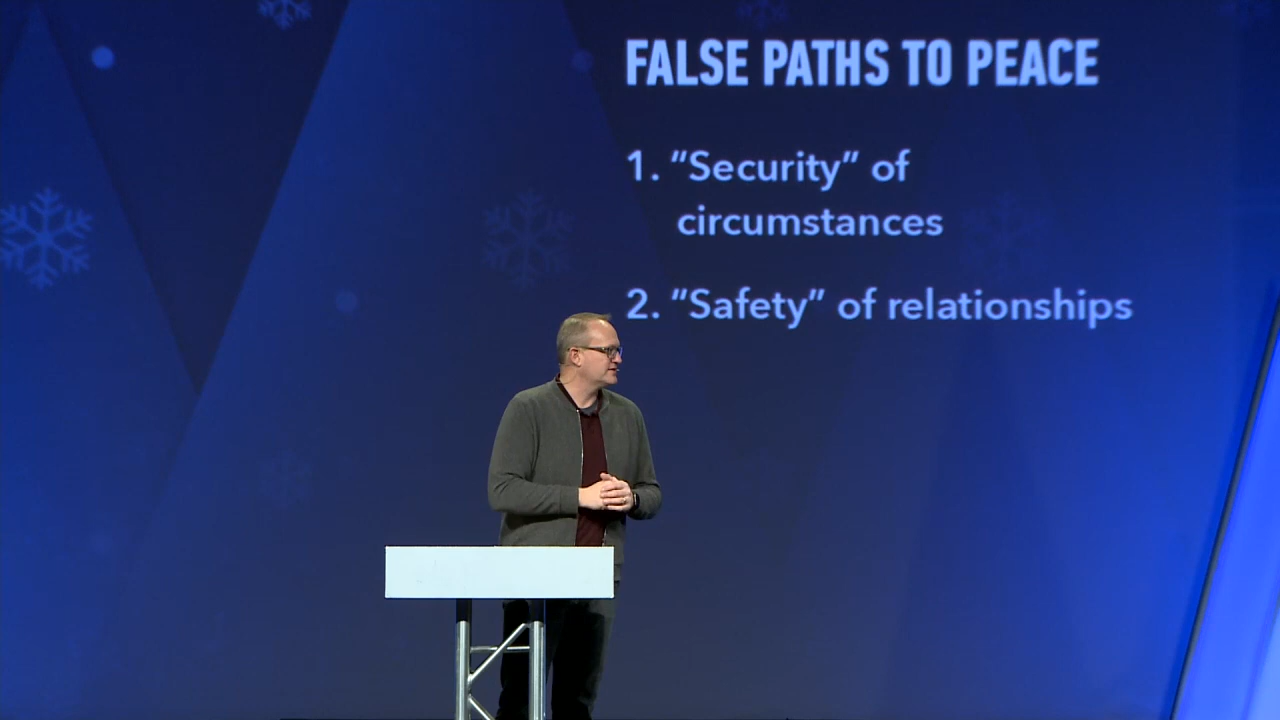 FALSE PATHS TO PEACE
1. “Security” of
circumstances
2. “Safety” of relationships